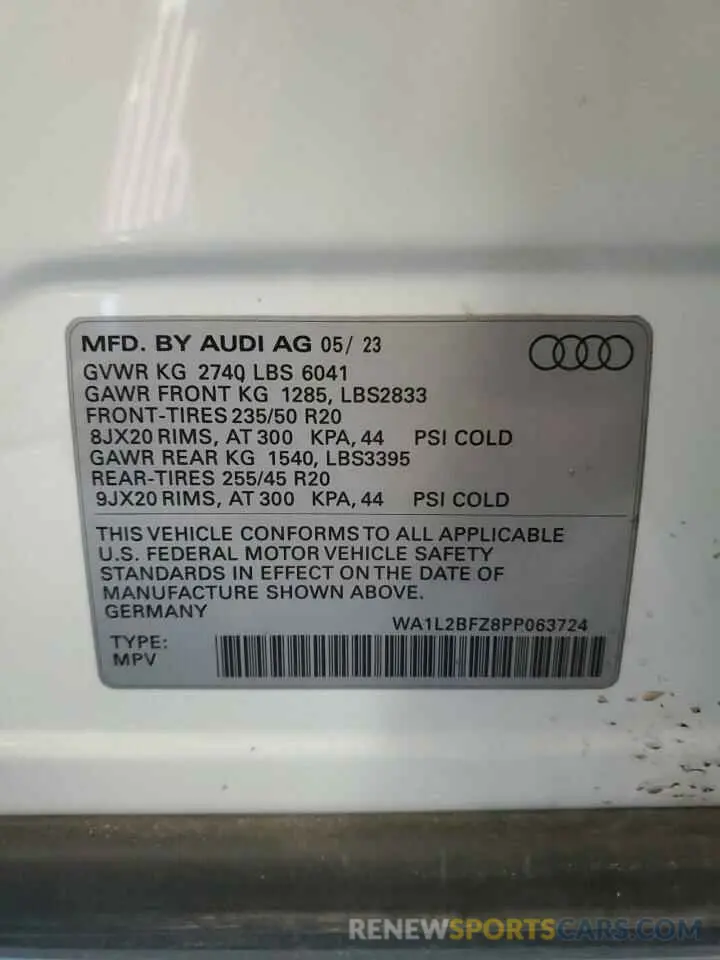 MFD. BY AUDI AG 05/ 23
GVWR KG 2740 LBS 6041
GAWR FRONT KG 1285, LBS2833
FRONT-TIRES 235/50 R20
8JX20 RIMS, AT 300 KPA, 44 PSI COLD
GAWR REAR KG 1540, LBS3395
REAR-TIRES 255/45 R20
9JX20 RIMS, AT 300 KPA, 44 PSI COLD
THIS VEHICLE CONFORMS TO ALL APPLICABLE
U.S. FEDERAL MOTOR VEHICLE SAFETY
STANDARDS IN EFFECT ON THE DATE OF
MANUFACTURE SHOWN ABOVE.
GERMANY
WA1L2BFZ8PP063724
TYPE:
MPV
RENEWSPORTSCARS.COM